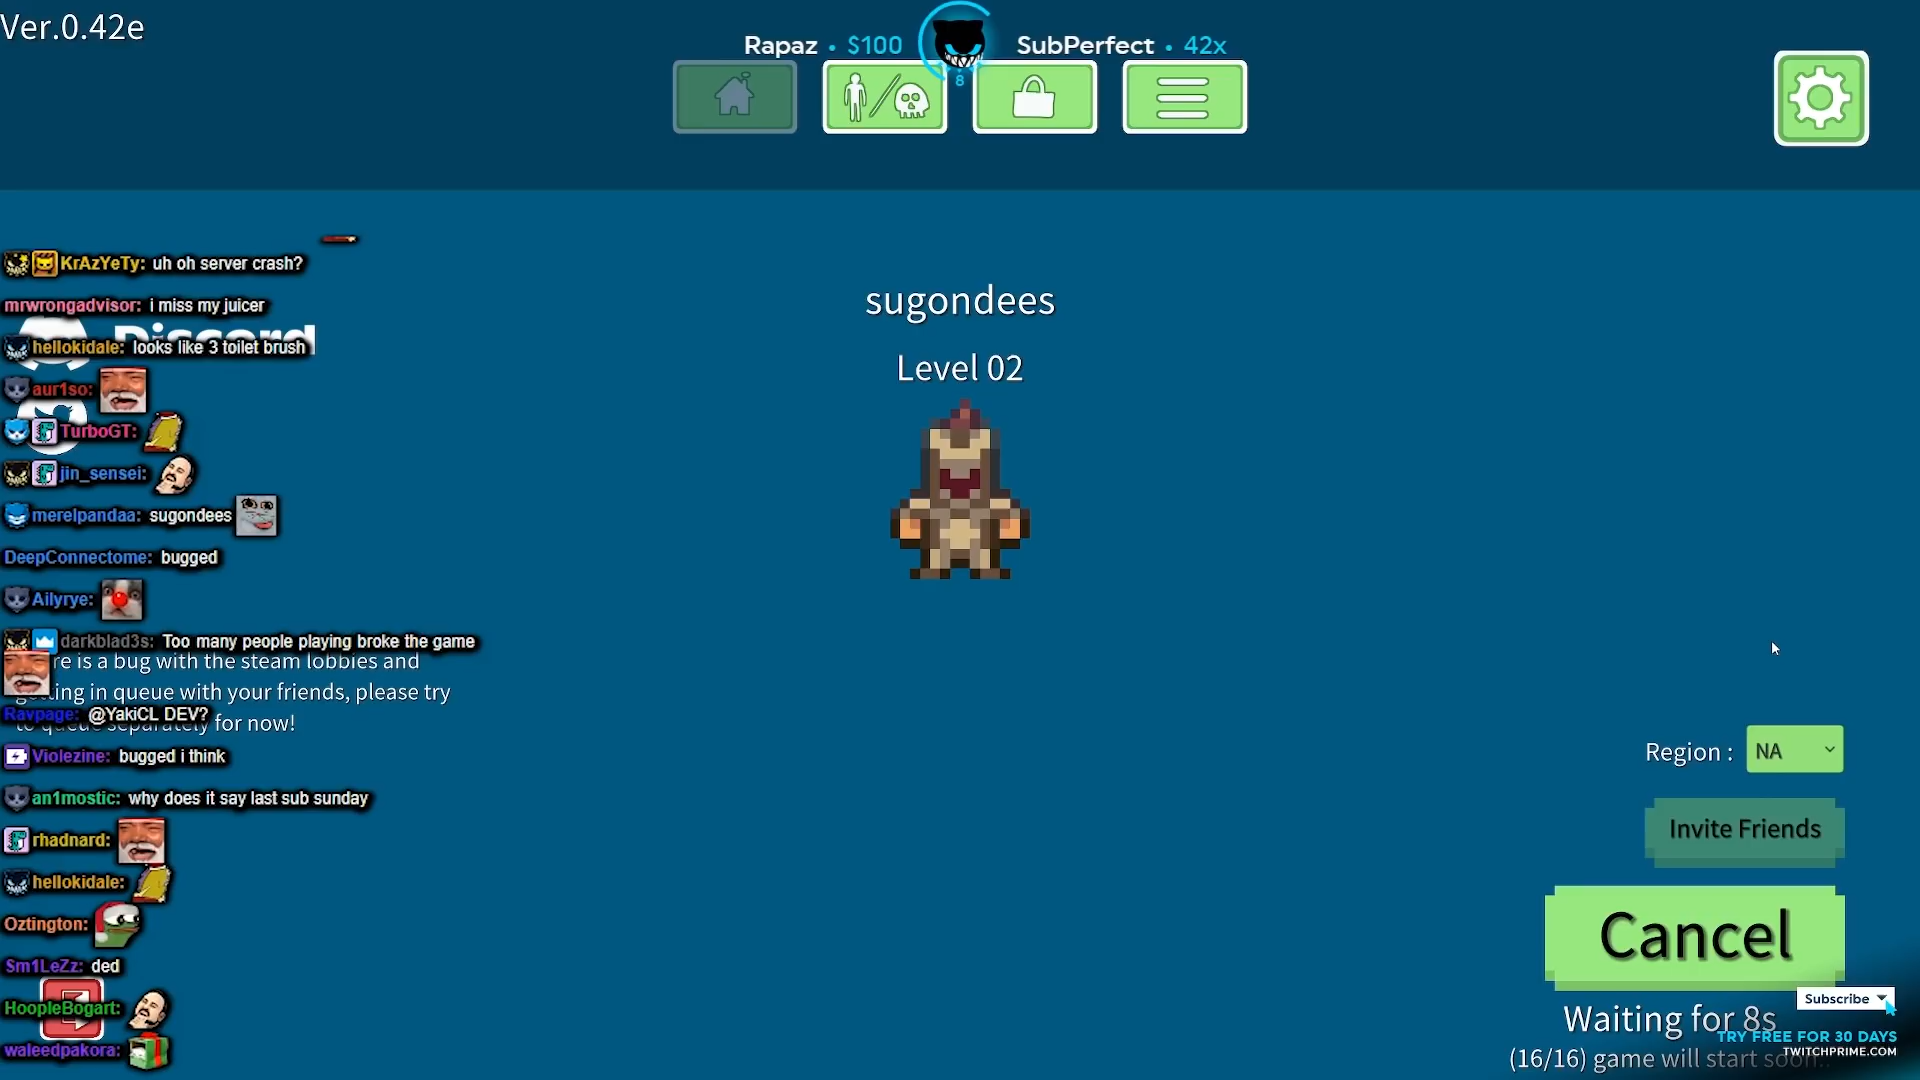 Ver.0.42e
Rapaz • $100
SubPerfect • 42x
8
KrAzYeTy: uh oh server crash?
mrwrongadvisor: i miss my juicer
Discord
hellokidale: looks like 3 toilet brush
aur1so:
TurboGT:
jin_sensei:
merelpandaa: sugondees
DeepConnectome: bugged
Ailyrye:
darkblad3s: Too many people playing broke the game
re is a bug with the steam lobbies and
ing in queue with your friends, please try
Ravpage: @YakiCL DEV?
to queue separately for now!
Violezine: bugged i think
an1mostic: why does it say last sub sunday
rhadnard:
hellokidale:
Oztington:
Sm1LeZz: ded
HoopleBogart:
waleedpakora:
sugondees
Level 02
Region : NA
Invite Friends
Cancel
Subscribe
Waiting for 8s
TRY FREE FOR 30 DAYS
TWITCHPRIME.COM
(16/16) game will start soon..